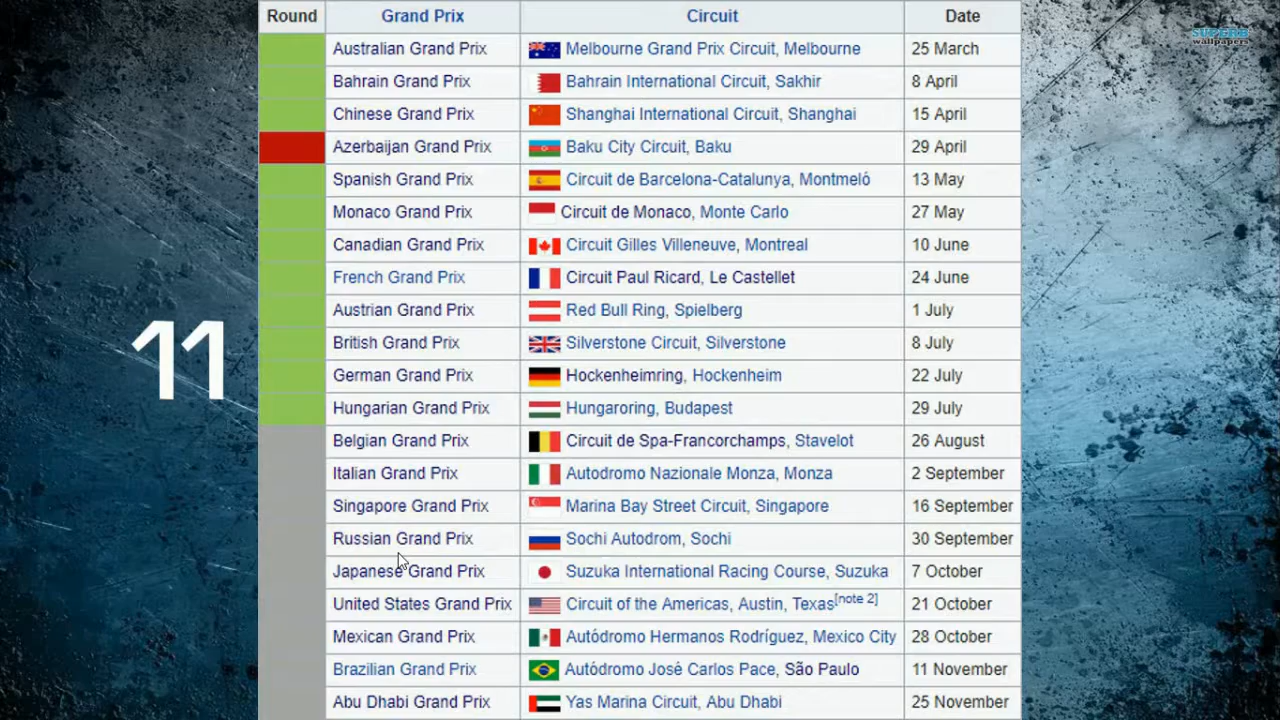 Round Grand Prix Circuit Date
Australian Grand Prix Melbourne Grand Prix Circuit, Melbourne 25 March
Bahrain Grand Prix Bahrain International Circuit, Sakhir 8 April
Chinese Grand Prix Shanghai International Circuit, Shanghai 15 April
Azerbaijan Grand Prix Baku City Circuit, Baku 29 April
Spanish Grand Prix Circuit de Barcelona-Catalunya, Montmeló 13 May
Monaco Grand Prix Circuit de Monaco, Monte Carlo 27 May
Canadian Grand Prix Circuit Gilles Villeneuve, Montreal 10 June
French Grand Prix Circuit Paul Ricard, Le Castellet 24 June
Austrian Grand Prix Red Bull Ring, Spielberg 1 July
British Grand Prix Silverstone Circuit, Silverstone 8 July
11
German Grand Prix Hockenheimring, Hockenheim 22 July
Hungarian Grand Prix Hungaroring, Budapest 29 July
Belgian Grand Prix Circuit de Spa-Francorchamps, Stavelot 26 August
Italian Grand Prix Autodromo Nazionale Monza, Monza 2 September
Singapore Grand Prix Marina Bay Street Circuit, Singapore 16 September
Russian Grand Prix Sochi Autodrom, Sochi 30 September
Japanese Grand Prix Suzuka International Racing Course, Suzuka 7 October
United States Grand Prix Circuit of the Americas, Austin, Texas[note 2] 21 October
Mexican Grand Prix Autódromo Hermanos Rodríguez, Mexico City 28 October
Brazilian Grand Prix Autódromo José Carlos Pace, São Paulo 11 November
Abu Dhabi Grand Prix Yas Marina Circuit, Abu Dhabi 25 November
SUPERB
wallpapers